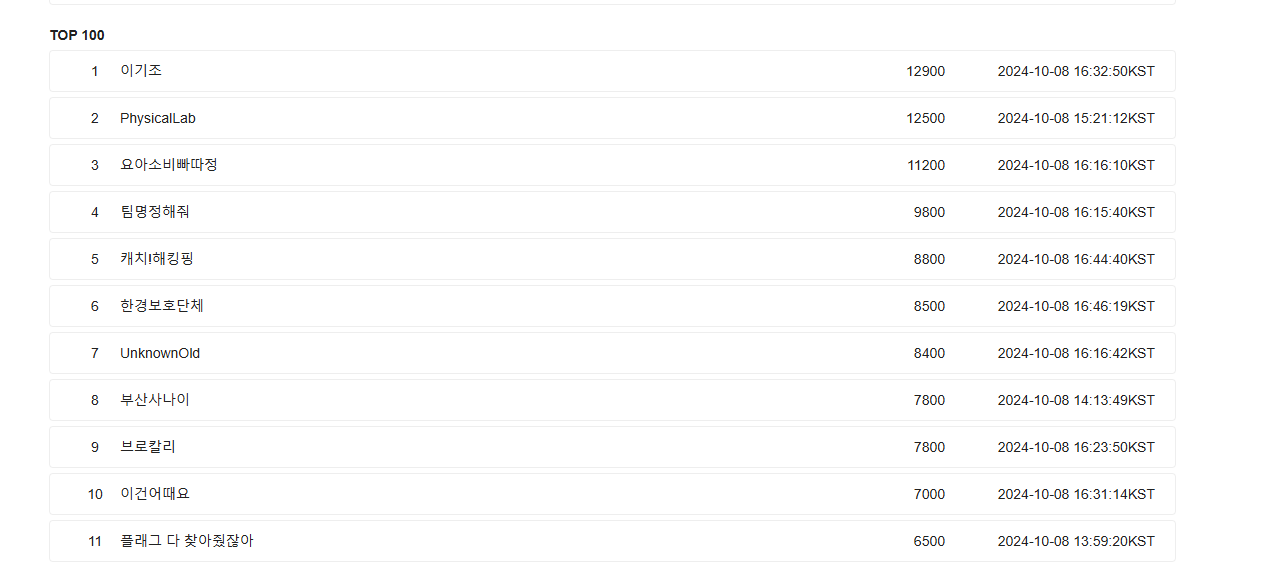 TOP 100
1 이기조 12900 2024-10-08 16:32:50KST
2 PhysicalLab 12500 2024-10-08 15:21:12KST
3 요아소비빠따정 11200 2024-10-08 16:16:10KST
4 팀명정해줘 9800 2024-10-08 16:15:40KST
5 캐치!해킹핑 8800 2024-10-08 16:44:40KST
6 한경보호단체 8500 2024-10-08 16:46:19KST
7 UnknownOld 8400 2024-10-08 16:16:42KST
8 부산사나이 7800 2024-10-08 14:13:49KST
9 브로칼리 7800 2024-10-08 16:23:50KST
10 이건어때요 7000 2024-10-08 16:31:14KST
11 플래그 다 찾아줬잖아 6500 2024-10-08 13:59:20KST